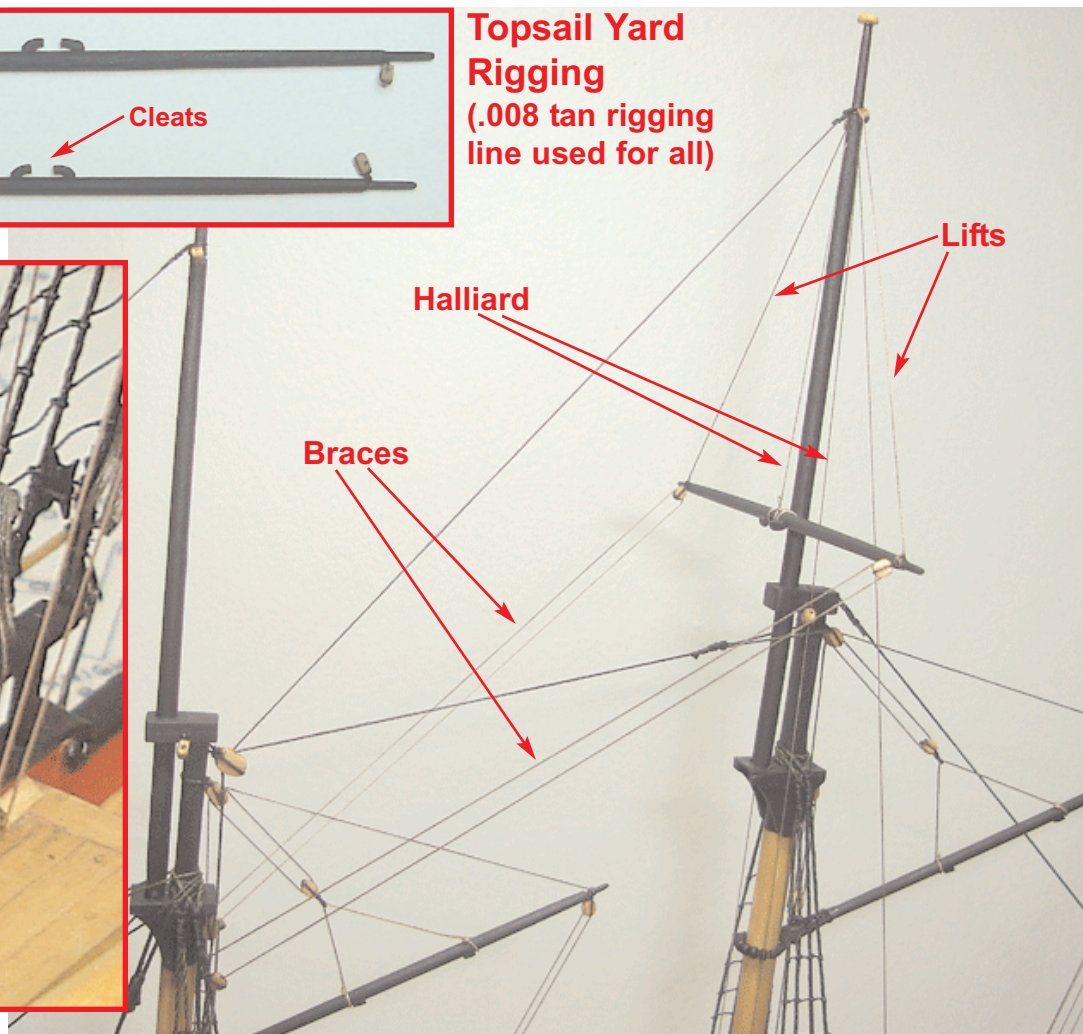 Topsail Yard
Rigging
(.008 tan rigging
line used for all)
Cleats
Lifts
Halliard
Braces